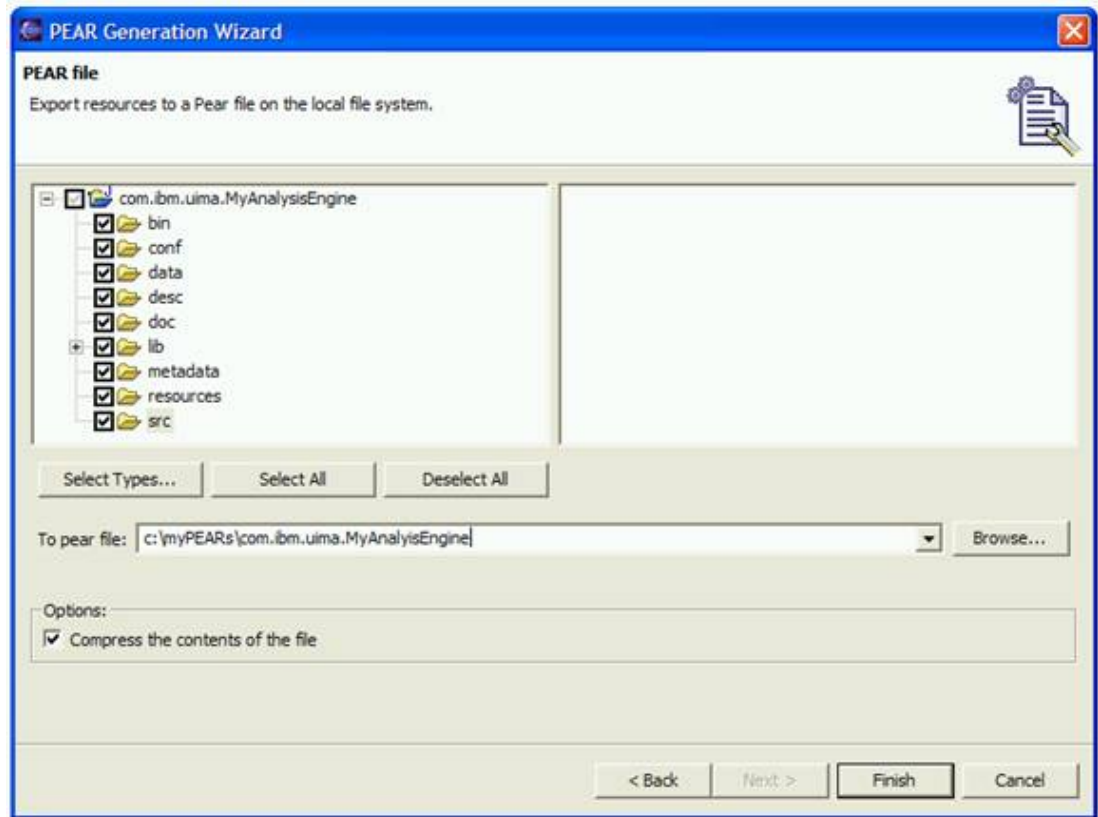 PEAR Generation Wizard
PEAR file
Export resources to a Pear file on the local file system.
com.ibm.uima.MyAnalysisEngine
bin
conf
data
desc
doc
lib
metadata
resources
src
Select Types...
Select All
Deselect All
To pear file: c:\myPEARs\com.ibm.uima.MyAnalyisEngine
Browse...
Options:
Compress the contents of the file
< Back
Next >
Finish
Cancel